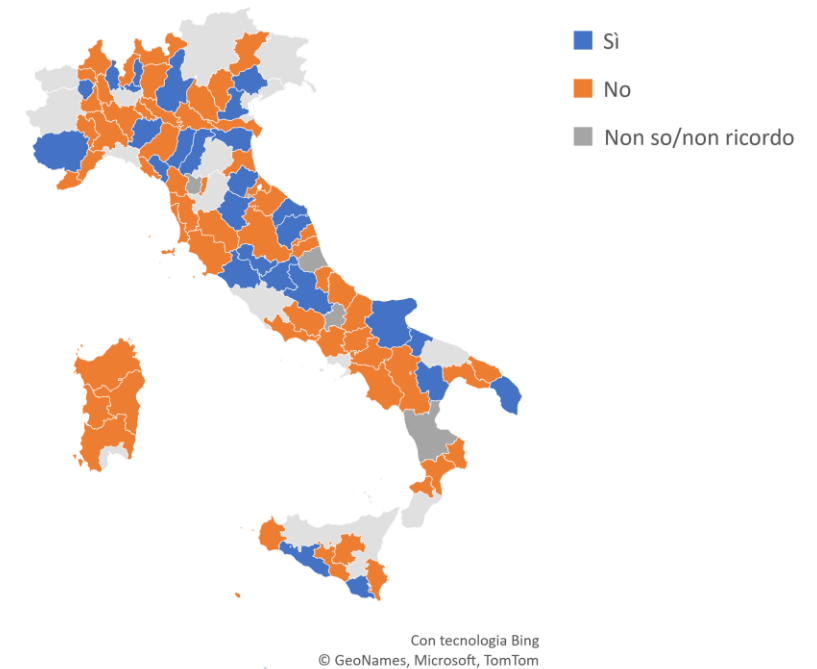 Sì
No
Non so/non ricordo
Con tecnologia Bing
© GeoNames, Microsoft, TomTom